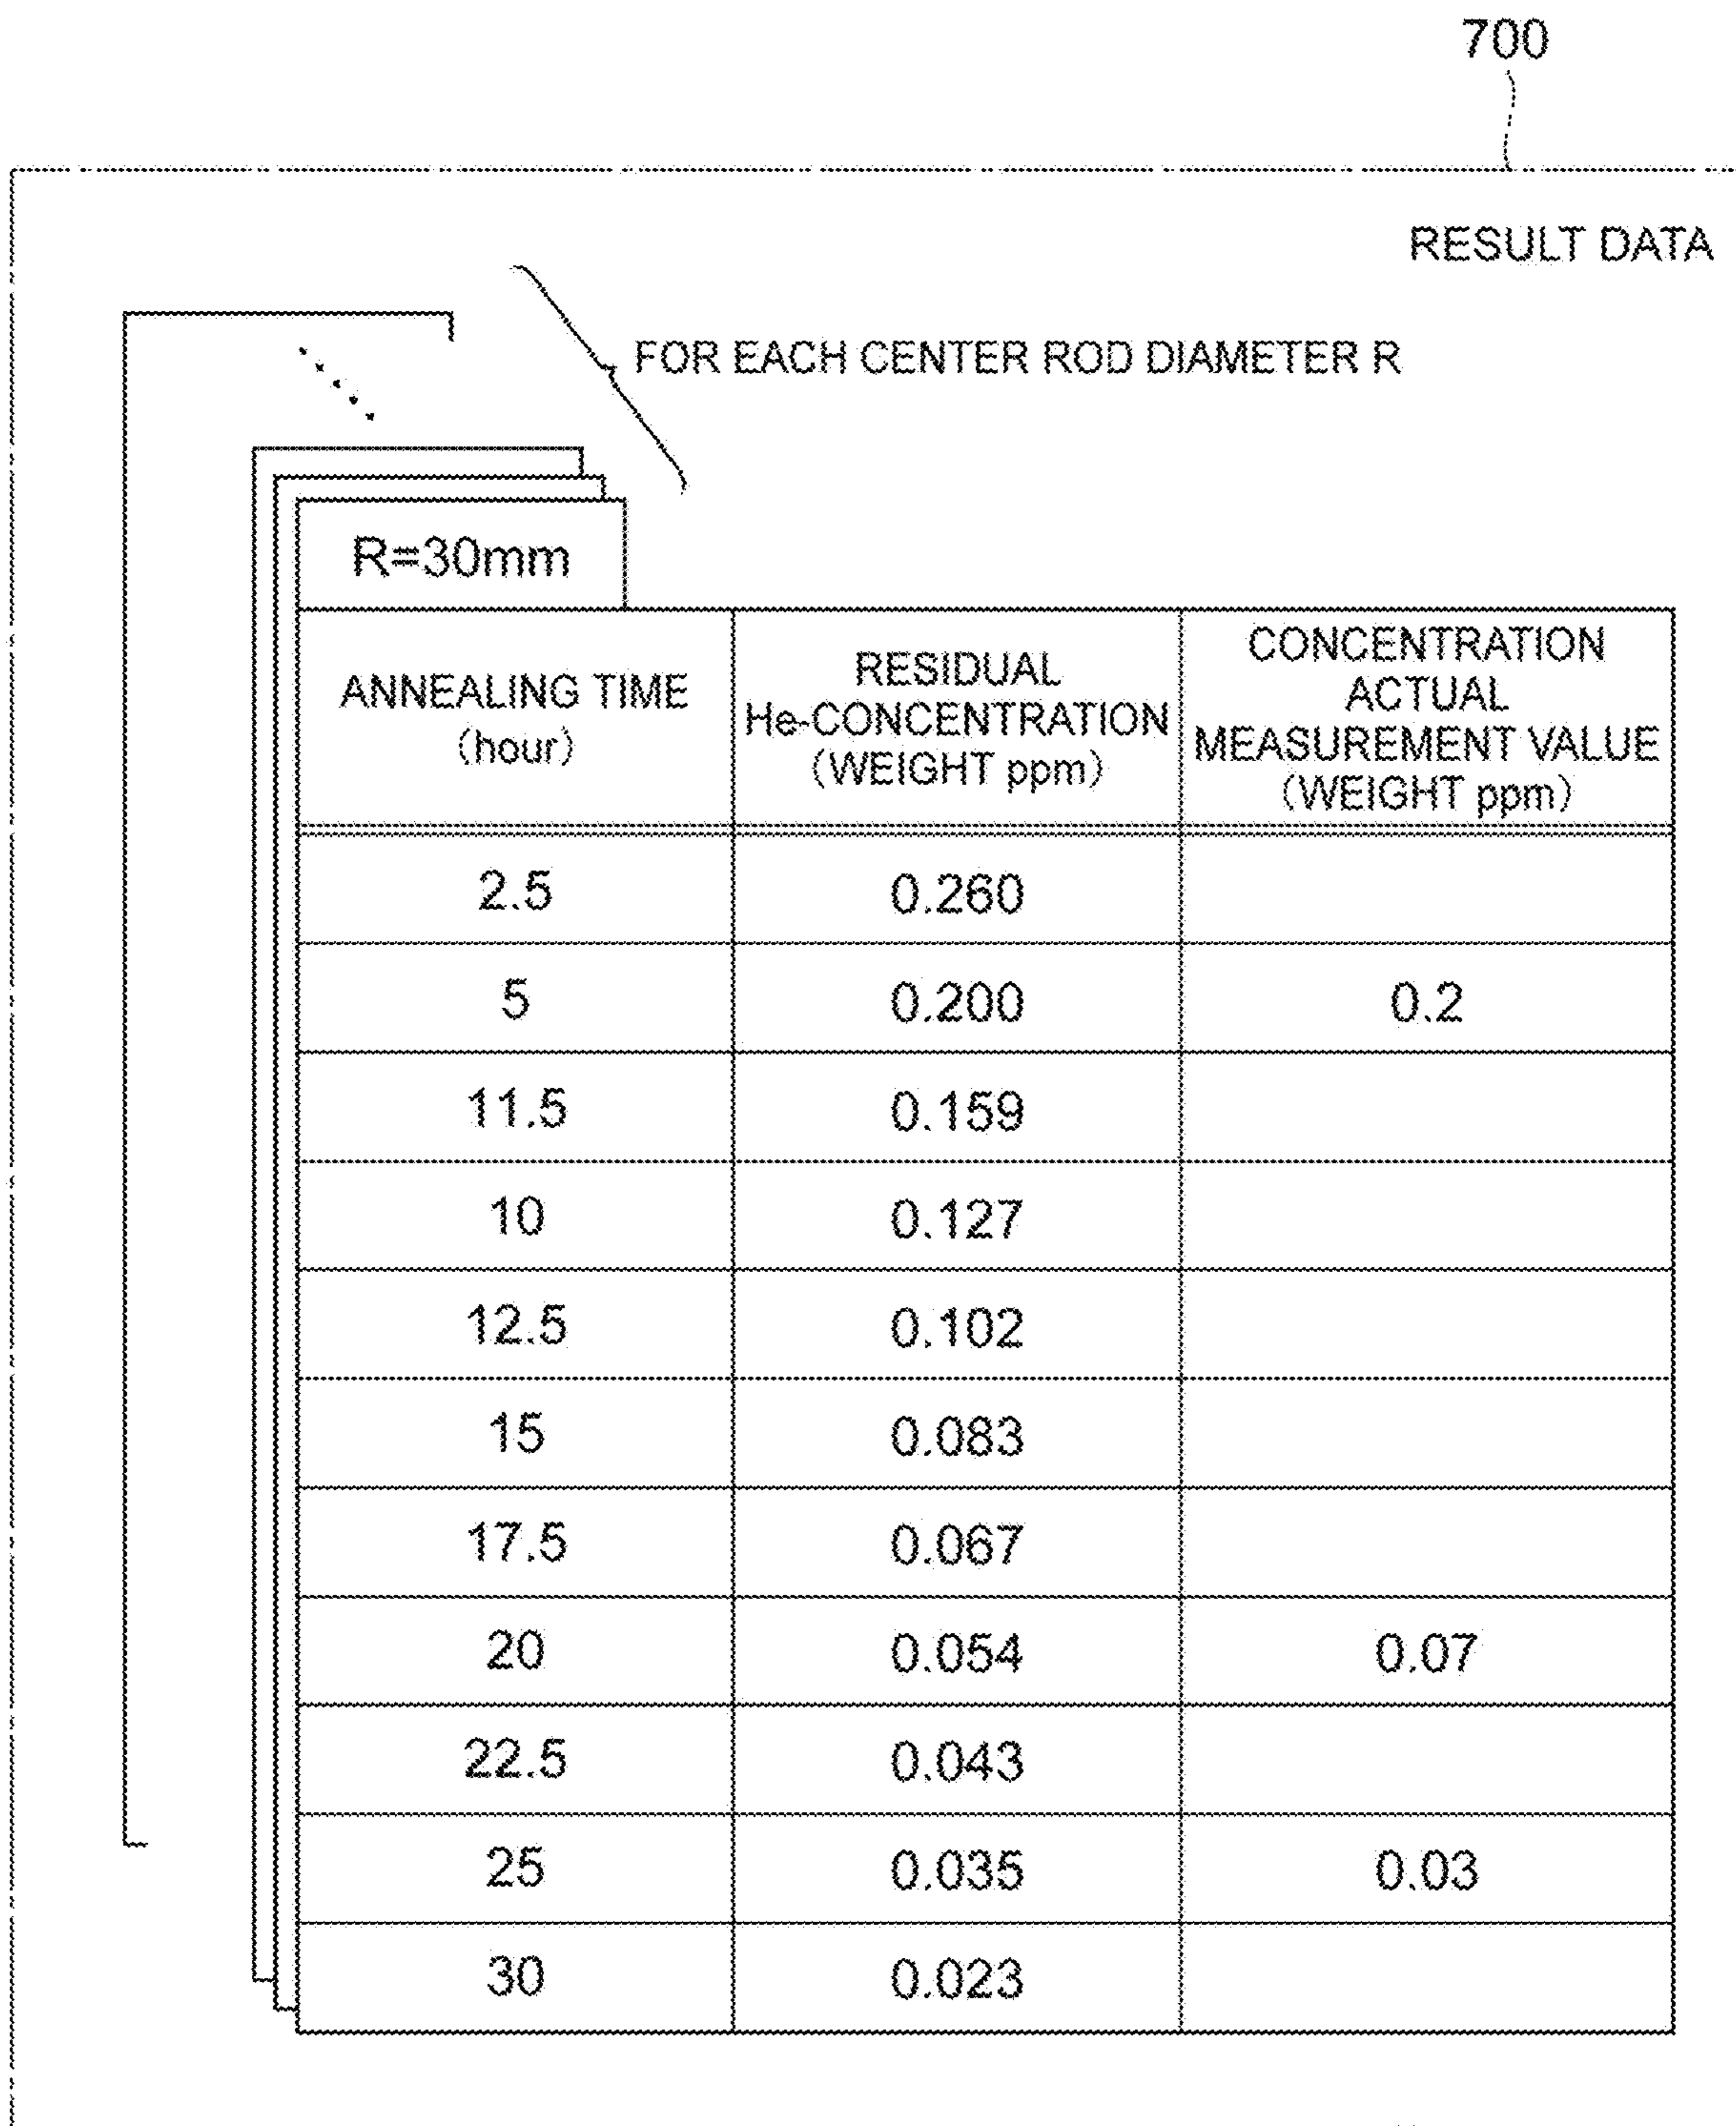 700
RESULT DATA
FOR EACH CENTER ROD DIAMETER R
R=30mm
ANNEALING TIME
(hour)
RESIDUAL
He-CONCENTRATION
(WEIGHT ppm)
CONCENTRATION
ACTUAL
MEASUREMENT VALUE
(WEIGHT ppm)
2.5 0.260
5 0.200 0.2
11.5 0.159
10 0.127
12.5 0.102
15 0.083
17.5 0.067
20 0.054 0.07
22.5 0.043
25 0.035 0.03
30 0.023